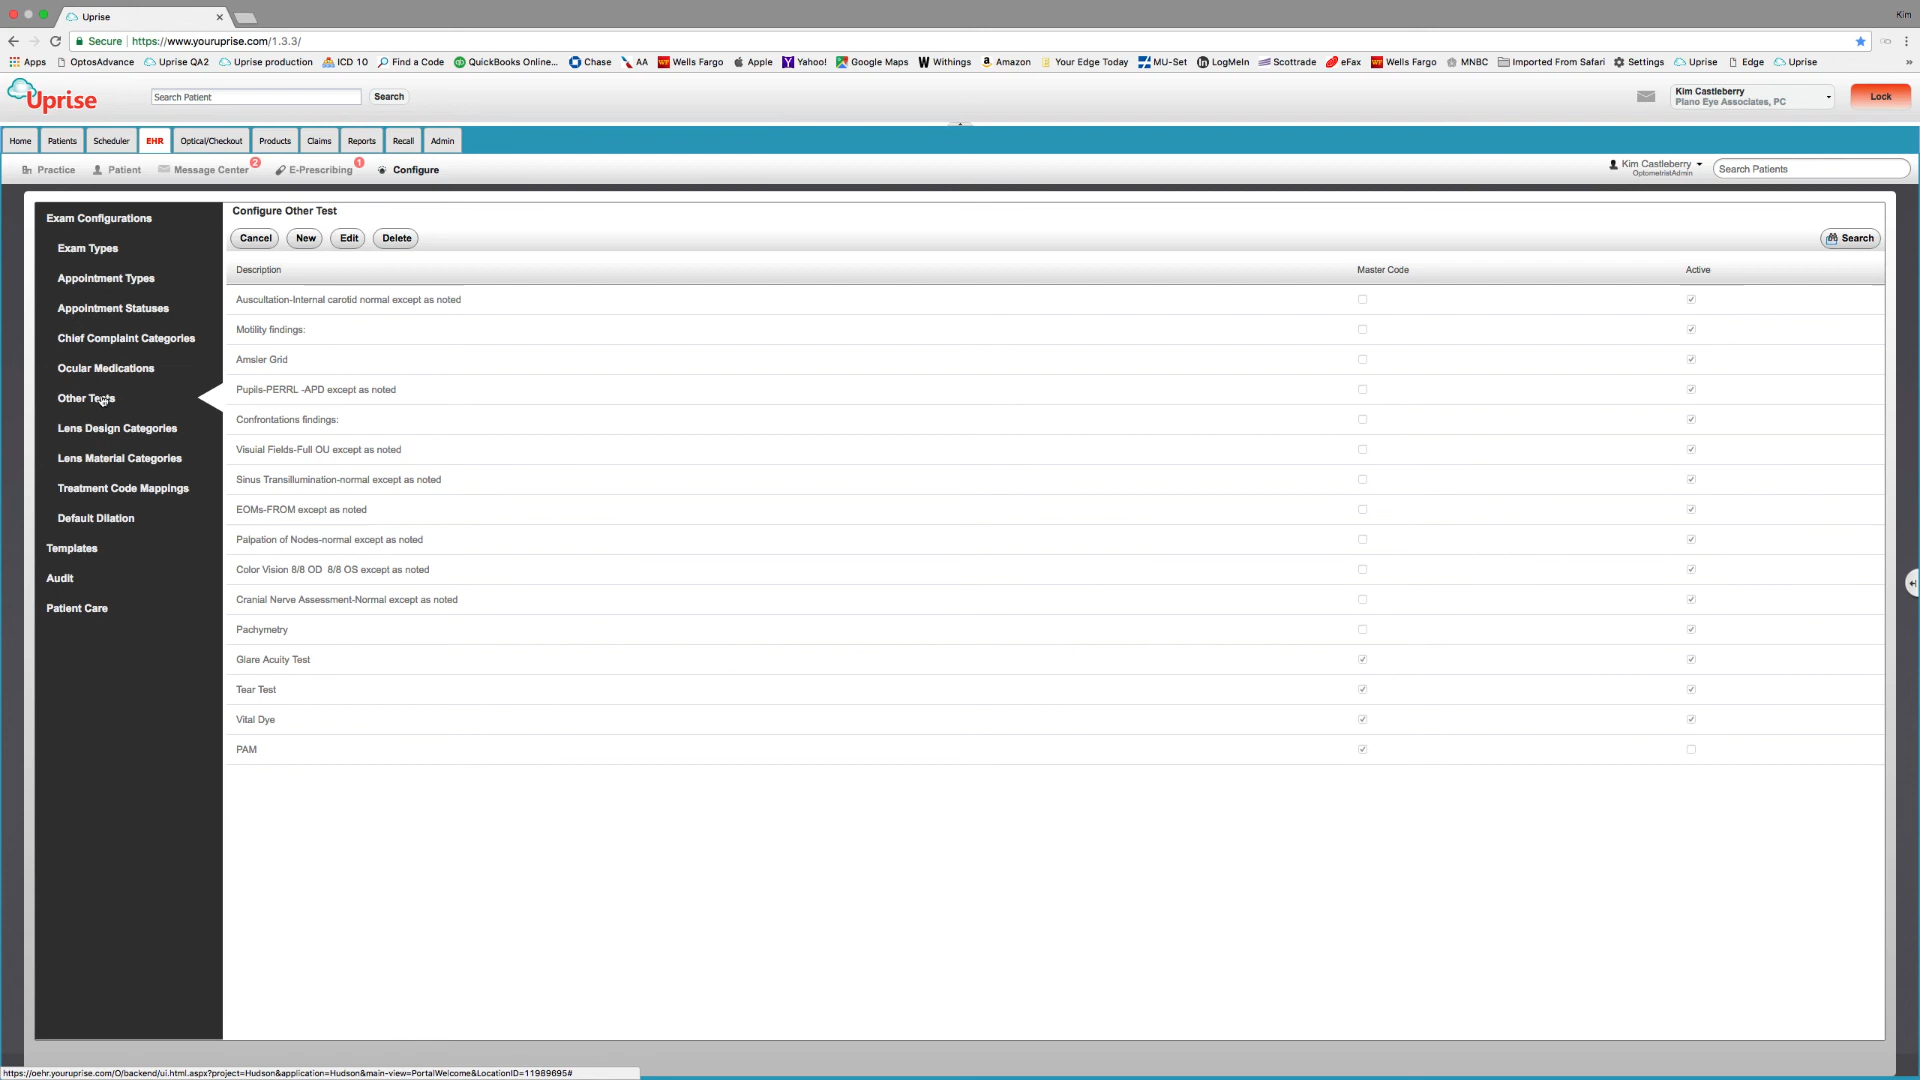 Uprise
Kim
Secure https://www.youruprise.com/1.3.3/
Apps OptosAdvance Uprise QA2 Uprise production ICD 10 Find a Code QuickBooks Online... Chase AA Wells Fargo Apple Yahoo! Google Maps Withings Amazon Your Edge Today MU-Set LogMeIn Scottrade eFax Wells Fargo MNBC Imported From Safari Settings Uprise Edge Uprise »
Uprise Search Patient Search Kim Castleberry Lock
Plano Eye Associates, PC
Home Patients Scheduler EHR Optical/Checkout Products Claims Reports Recall Admin
Practice Patient Message Center 2 E-Prescribing 1 Configure Kim Castleberry Search Patients
OptometristAdmin
Exam Configurations
Exam Types
Appointment Types
Appointment Statuses
Chief Complaint Categories
Ocular Medications
Other Tests
Lens Design Categories
Lens Material Categories
Treatment Code Mappings
Default Dilation
Templates
Audit
Patient Care
Configure Other Test
Cancel New Edit Delete Search
Description Master Code Active
Auscultation-Internal carotid normal except as noted
Motility findings:
Amsler Grid
Pupils-PERRL -APD except as noted
Confrontations findings:
Visuial Fields-Full OU except as noted
Sinus Transillumination-normal except as noted
EOMs-FROM except as noted
Palpation of Nodes-normal except as noted
Color Vision 8/8 OD  8/8 OS except as noted
Cranial Nerve Assessment-Normal except as noted
Pachymetry
Glare Acuity Test
Tear Test
Vital Dye
PAM
https://oehr.youruprise.com/O/backend/ui.html.aspx?project=Hudson&application=Hudson&main-view=PortalWelcome&LocationID=11989695#